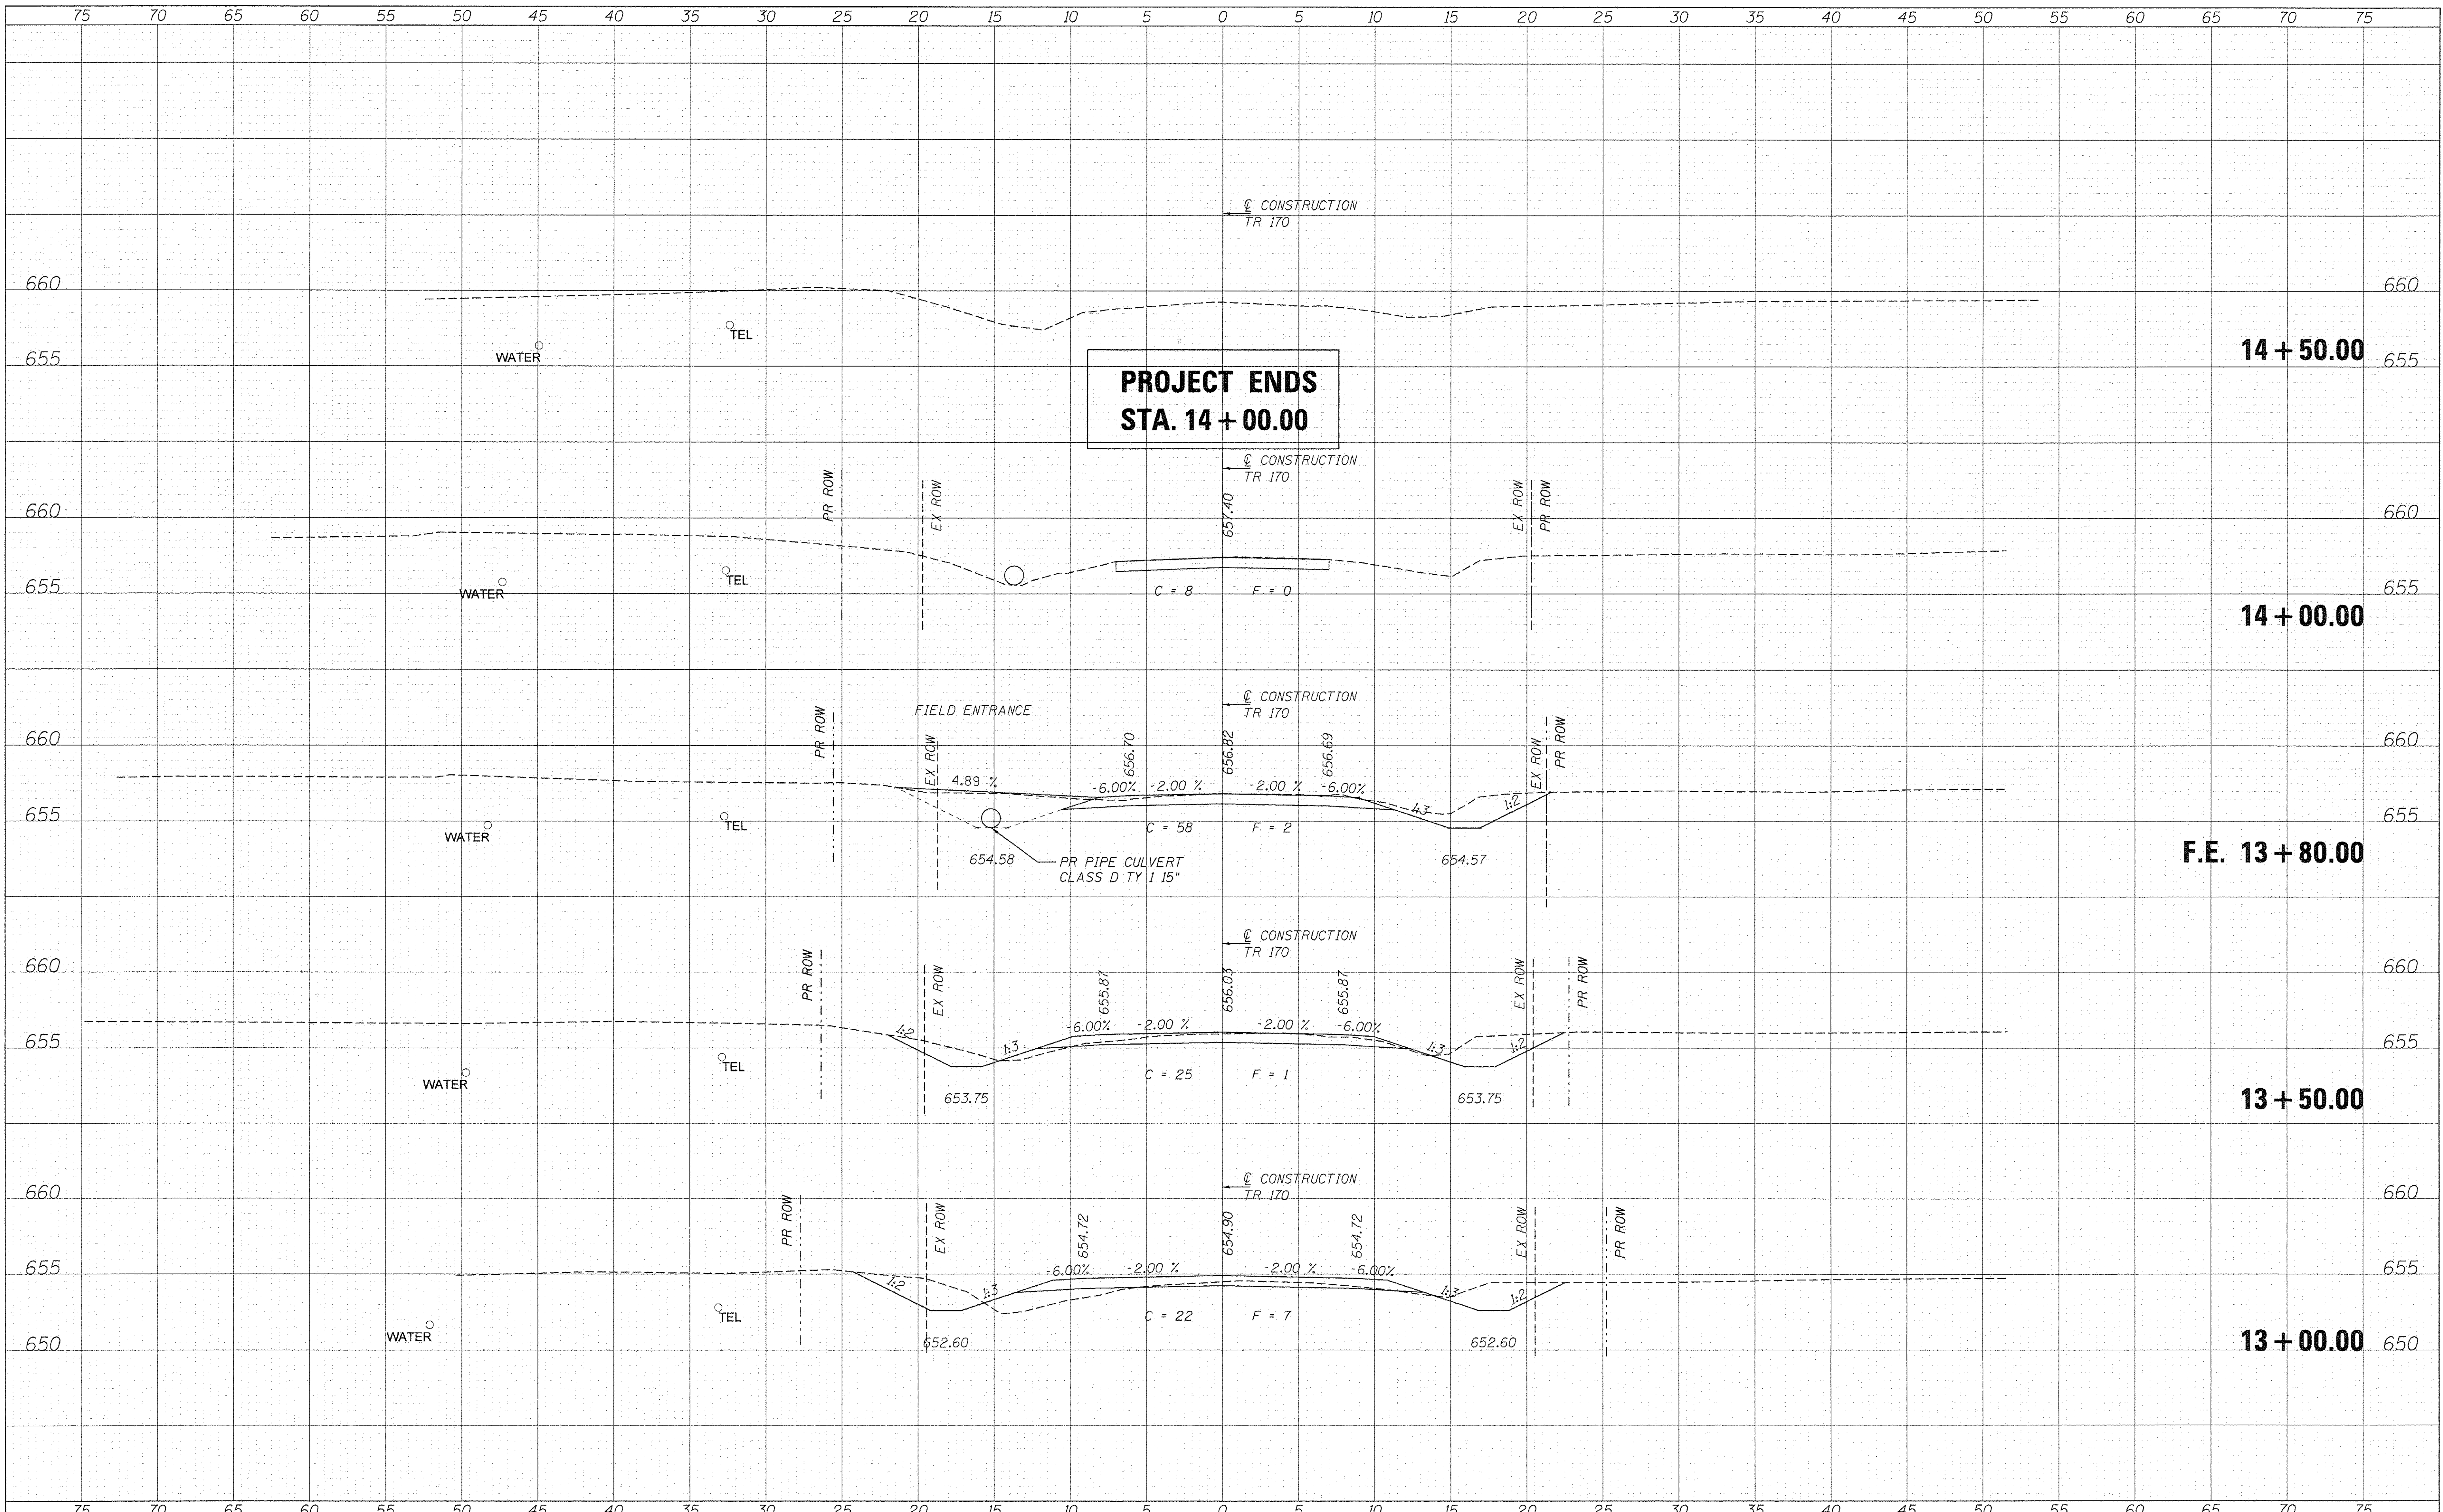 75 70 65 60 55 50 45 40 35 30 25 20 15 10 5 0 5 10 15 20 25 30 35 40 45 50 55 60 65 70 75
℄ CONSTRUCTION
TR 170
660 660
TEL
WATER
655 14+50.00 655
PROJECT ENDS
STA. 14+00.00
℄ CONSTRUCTION
TR 170
PR ROW EX ROW 657.40 EX ROW PR ROW
660 660
TEL
WATER
655 C = 8 F = 0 655
14+00.00
℄ CONSTRUCTION
TR 170
FIELD ENTRANCE
PR ROW EX ROW 656.70 656.82 656.69 EX ROW PR ROW
660 660
4.89 % -6.00% -2.00 % -2.00 % -6.00%
1:3 1:2
655 655
TEL
WATER
C = 58 F = 2
654.58 654.57
PR PIPE CULVERT
CLASS D TY 1 15"
F.E. 13+80.00
℄ CONSTRUCTION
TR 170
PR ROW EX ROW 655.87 656.03 655.87 EX ROW PR ROW
660 660
1:2 -6.00% -2.00 % -2.00 % -6.00%
655 1:3 1:3 1:2 655
TEL
WATER
C = 25 F = 1
653.75 653.75
13+50.00
℄ CONSTRUCTION
TR 170
660 660
PR ROW EX ROW 654.72 654.90 654.72 EX ROW PR ROW
655 -6.00% -2.00 % -2.00 % -6.00% 655
1:2 1:3 1:3 1:2
TEL
WATER
C = 22 F = 7
652.60 652.60
650 13+00.00 650
75 70 65 60 55 50 45 40 35 30 25 20 15 10 5 0 5 10 15 20 25 30 35 40 45 50 55 60 65 70 75